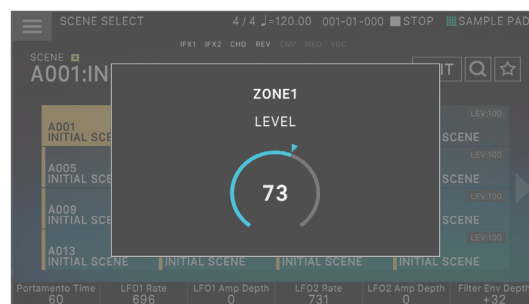 SCENE SELECT 4 / 4 ♩=120.00 001-01-000 STOP SAMPLE PAD
IFX1 IFX2 CHO REV CMP MEQ VOC
SCENE
A001:IN IT
ZONE1
LEVEL
73
A001 LEV:100
INITIAL SCE SCENE
A005 LEV:100
INITIAL SCE SCENE
A009 LEV:100
INITIAL SCE SCENE
A013 LEV:100
INITIAL SCENE INITIAL SCENE INITIAL SCENE INITIAL SCENE
Portamento Time LFO1 Rate LFO1 Amp Depth LFO2 Rate LFO2 Amp Depth Filter Env Depth
60 696 0 731 0 +32